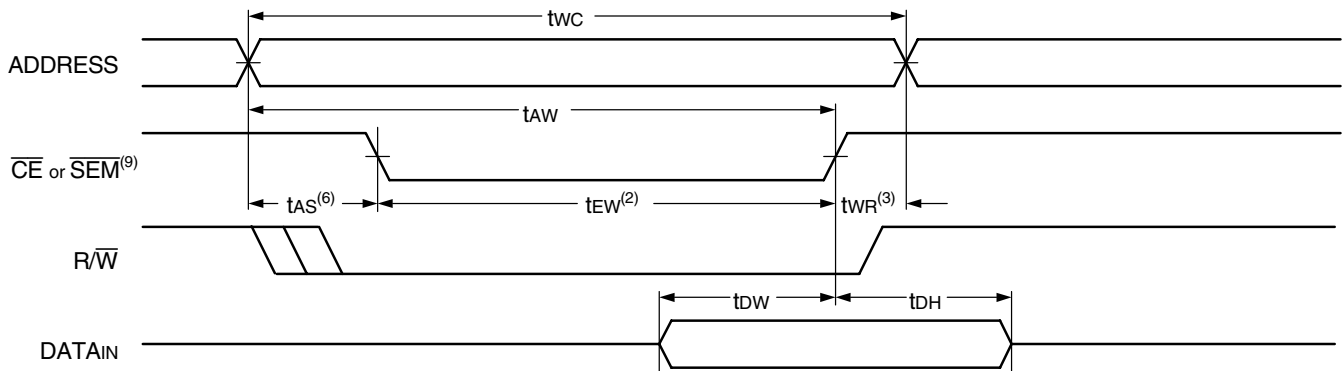 tWC
ADDRESS
tAW
CE or SEM(9)
tAS(6)
tEW(2)
tWR(3)
R/W
tDW
tDH
DATAIN